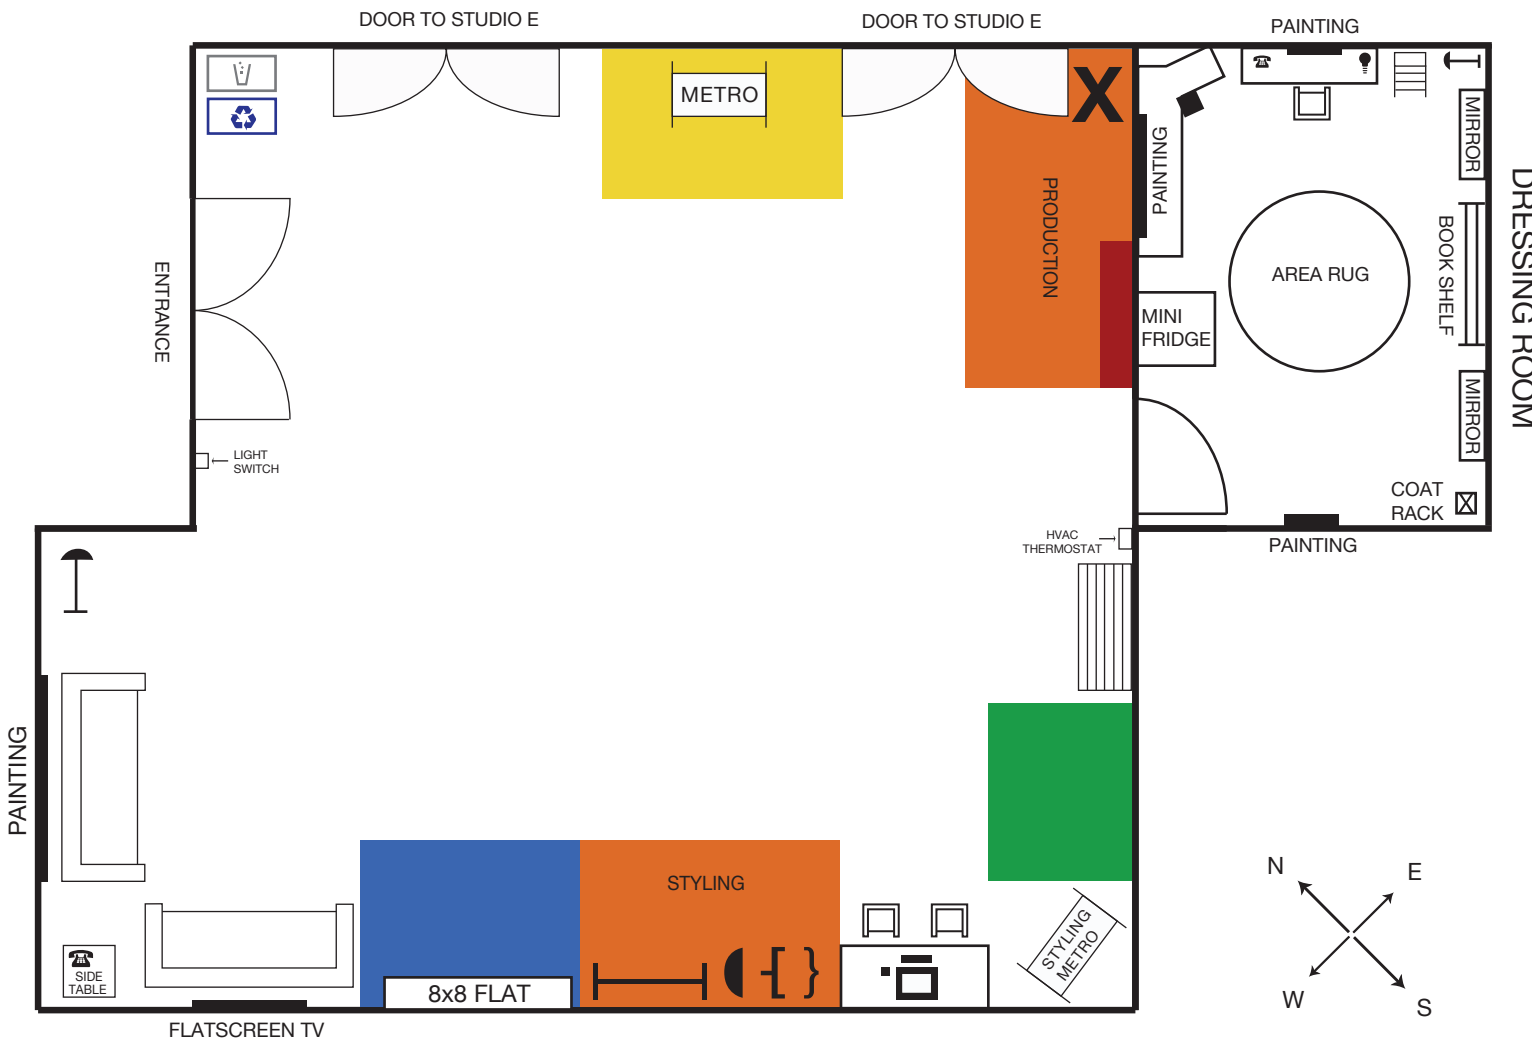 DOOR TO STUDIO E
DOOR TO STUDIO E
PAINTING
METRO
X
PRODUCTION
PAINTING
MIRROR
DRESSING ROOM
BOOK SHELF
AREA RUG
ENTRANCE
MINI
FRIDGE
MIRROR
LIGHT
SWITCH
COAT
RACK
HVAC
THERMOSTAT
PAINTING
PAINTING
STYLING
STYLING
METRO
SIDE
TABLE
8x8 FLAT
FLATSCREEN TV
N
E
W
S